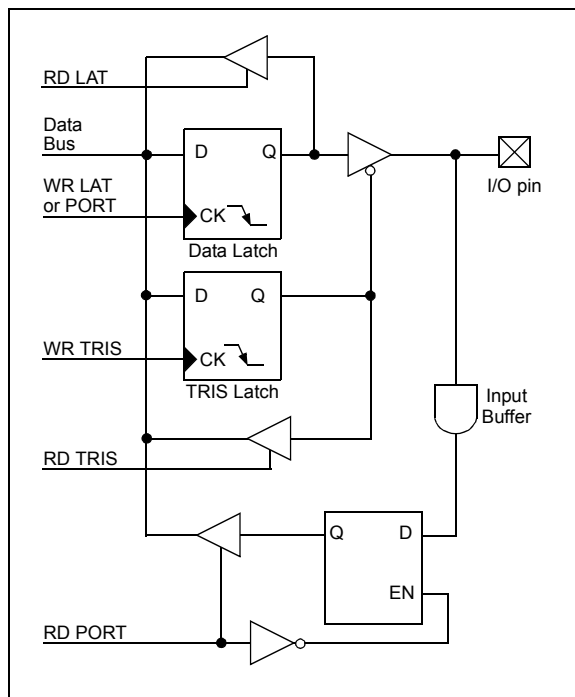 RD LAT
Data
Bus
D
Q
I/O pin
WR LAT
or PORT
CK
Data Latch
D
Q
WR TRIS
CK
TRIS Latch
Input
Buffer
RD TRIS
Q
D
EN
RD PORT